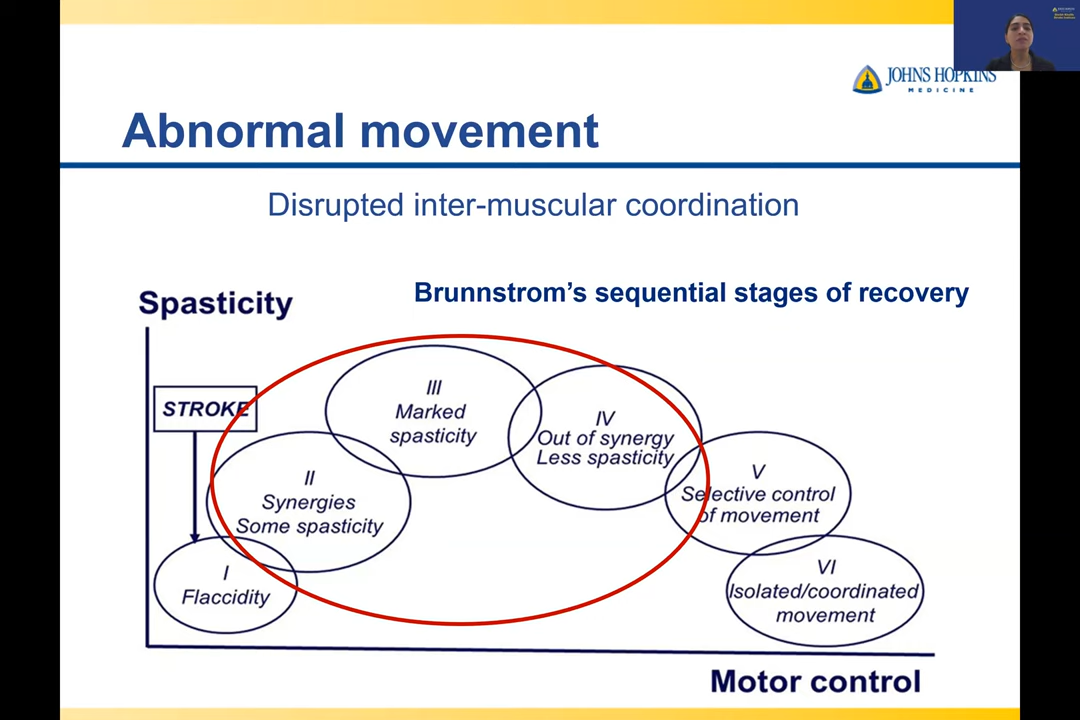 JOHNS HOPKINS
MEDICINE
Abnormal movement
Disrupted inter-muscular coordination
Brunnstrom’s sequential stages of recovery
Spasticity
STROKE
I
Flaccidity
II
Synergies
Some spasticity
III
Marked
spasticity
IV
Out of synergy
Less spasticity
V
Selective control
of movement
VI
Isolated/coordinated
movement
Motor control